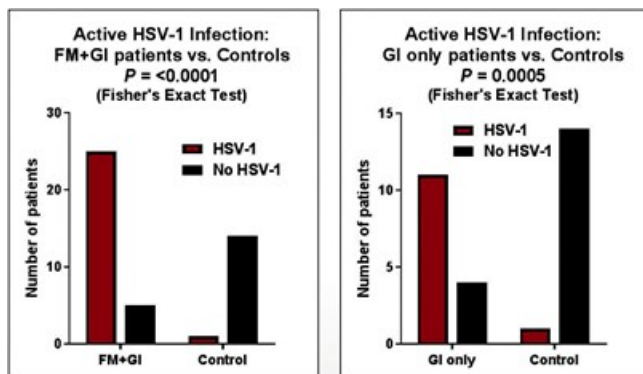 Active HSV-1 Infection:
FM+GI patients vs. Controls
P = <0.0001
(Fisher's Exact Test)
30
20
10
0
Number of patients
HSV-1
No HSV-1
FM+GI
Control
Active HSV-1 Infection:
GI only patients vs. Controls
P = 0.0005
(Fisher's Exact Test)
15
10
5
0
Number of patients
HSV-1
No HSV-1
GI only
Control